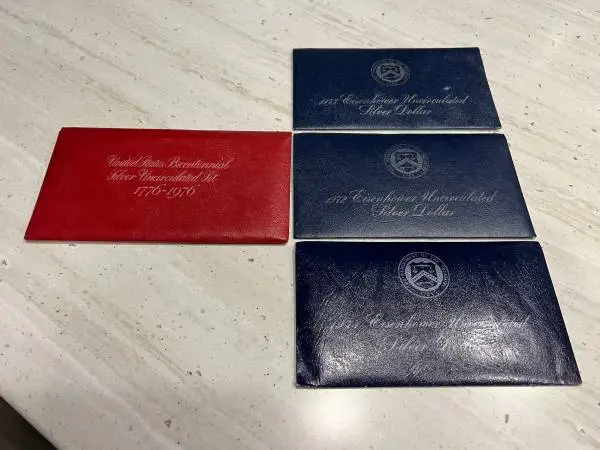 United States Bicentennial
Silver Uncirculated Set
1776-1976
Eisenhower Uncirculated
Silver Dollar
1972 Eisenhower Uncirculated
Silver Dollar
Eisenhower Uncirculated
Silver